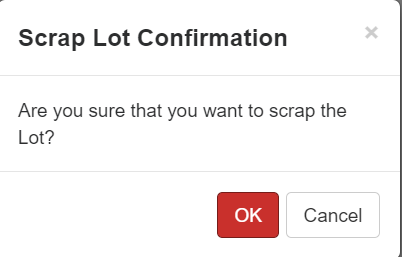 Scrap Lot Confirmation ×
Are you sure that you want to scrap the
Lot?
OK Cancel